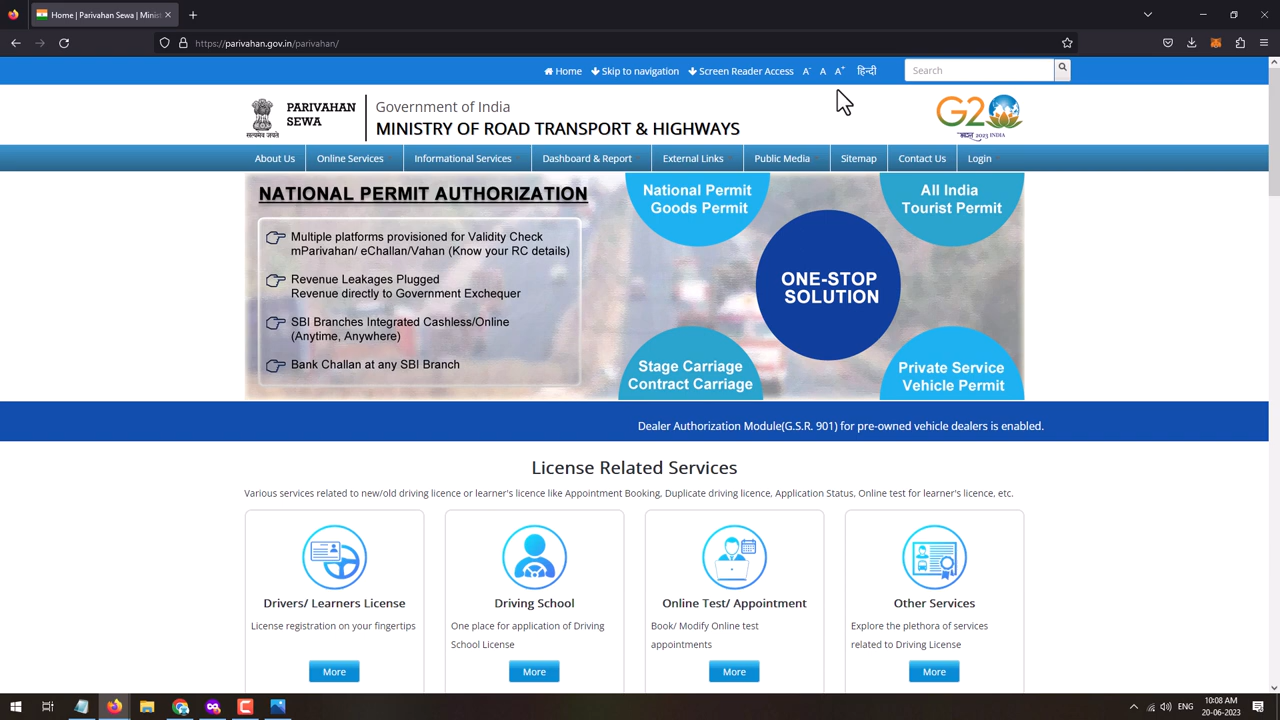 Home | Parivahan Sewa | Minist
https://parivahan.gov.in/parivahan/
Home Skip to navigation Screen Reader Access A- A A+ हिन्दी Search
PARIVAHAN
SEWA
Government of India
MINISTRY OF ROAD TRANSPORT & HIGHWAYS
सत्यमेव जयते
G20
भारत 2023 INDIA
About Us Online Services Informational Services Dashboard & Report External Links Public Media Sitemap Contact Us Login
NATIONAL PERMIT AUTHORIZATION
Multiple platforms provisioned for Validity Check
mParivahan/ eChallan/Vahan (Know your RC details)
Revenue Leakages Plugged
Revenue directly to Government Exchequer
SBI Branches Integrated Cashless/Online
(Anytime, Anywhere)
Bank Challan at any SBI Branch
National Permit
Goods Permit
All India
Tourist Permit
ONE-STOP
SOLUTION
Stage Carriage
Contract Carriage
Private Service
Vehicle Permit
Dealer Authorization Module(G.S.R. 901) for pre-owned vehicle dealers is enabled.
License Related Services
Various services related to new/old driving licence or learner's licence like Appointment Booking, Duplicate driving licence, Application Status, Online test for learner's licence, etc.
Drivers/ Learners License
License registration on your fingertips
More
Driving School
One place for application of Driving
School License
More
Online Test/ Appointment
Book/ Modify Online test
appointments
More
Other Services
Explore the plethora of services
related to Driving License
More
ENG
10:08 AM
20-06-2023